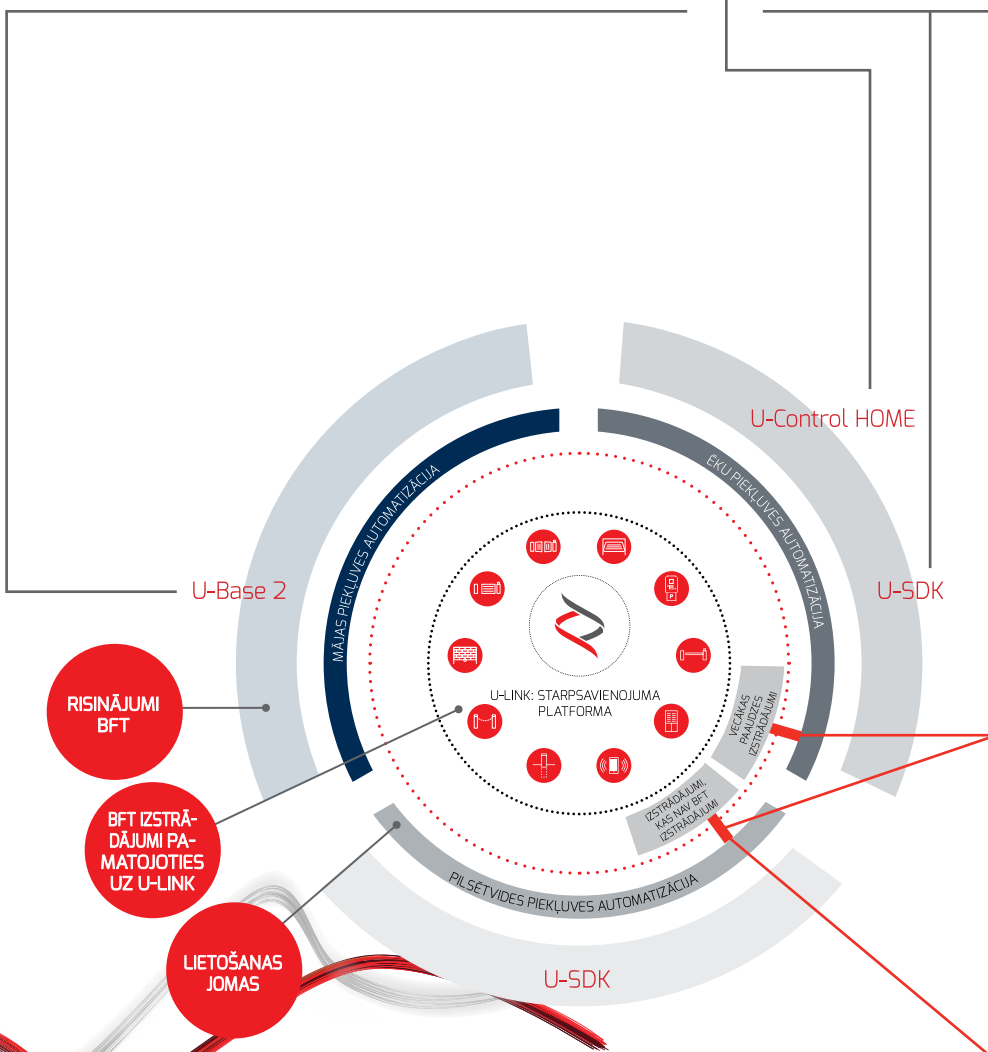 U-Control HOME
ĒKU PIEKĻUVES AUTOMATIZĀCIJA
MĀJAS PIEKĻUVES AUTOMATIZĀCIJA
U-Base 2
U-SDK
RISINĀJUMI
BFT
U-LINK: STARPSAVIENOJUMA
PLATFORMA
VECĀKAS
PAAUDZES
IZSTRĀDĀJUMI
IZSTRĀDĀJUMI,
KAS NAV BFT
IZSTRĀDĀJUMI
BFT IZSTRĀ-
DĀJUMI PA-
MATOJOTIES
UZ U-LINK
PILSĒTVIDES PIEKĻUVES AUTOMATIZĀCIJA
LIETOŠANAS
JOMAS
U-SDK